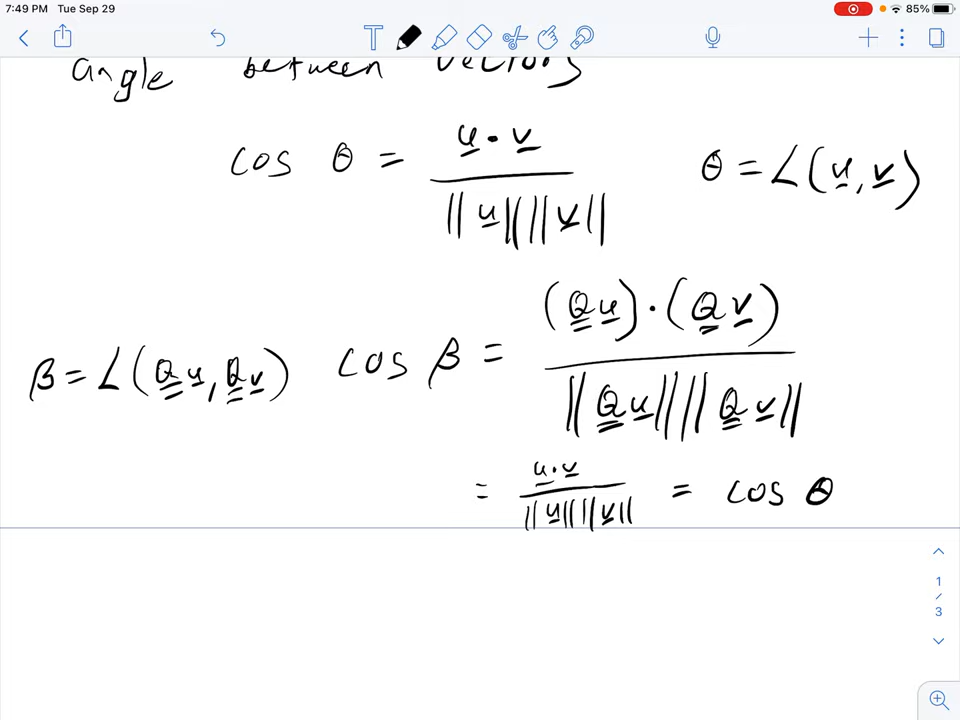 7:49 PM Tue Sep 29
85%
T
angle between vectors
cos θ = u · v / ||u|| ||v||
θ = ∠(u, v)
β = ∠(Qu, Qv) cos β = (Qu) · (Qv) / ||Qu|| ||Qv||
= u · v / ||u|| ||v|| = cos θ
1
/
3